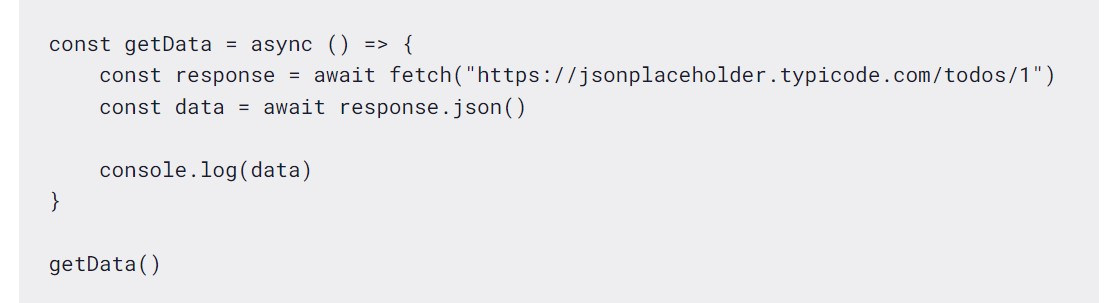 const getData = async () => {
    const response = await fetch("https://jsonplaceholder.typicode.com/todos/1")
    const data = await response.json()

    console.log(data)
}

getData()